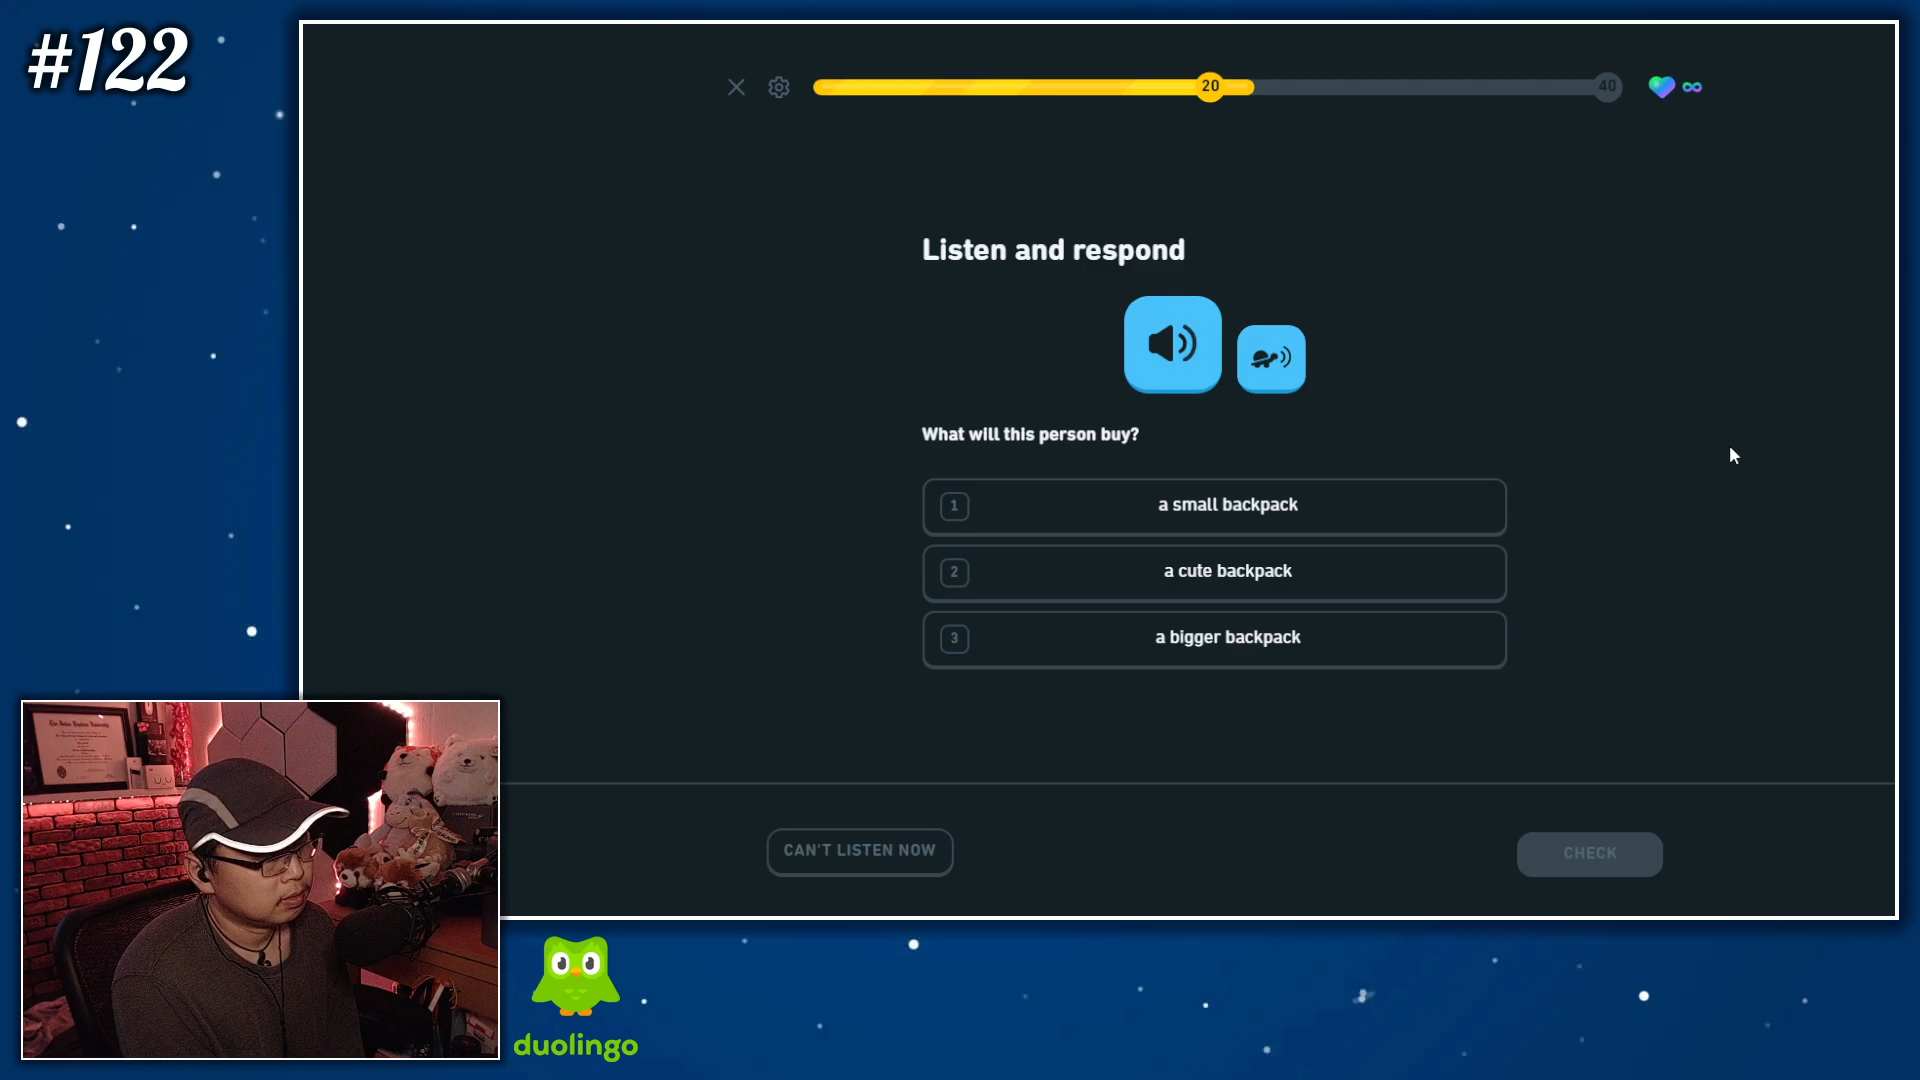 #122
20
40
Listen and respond
What will this person buy?
1
a small backpack
2
a cute backpack
3
a bigger backpack
CAN'T LISTEN NOW
CHECK
duolingo